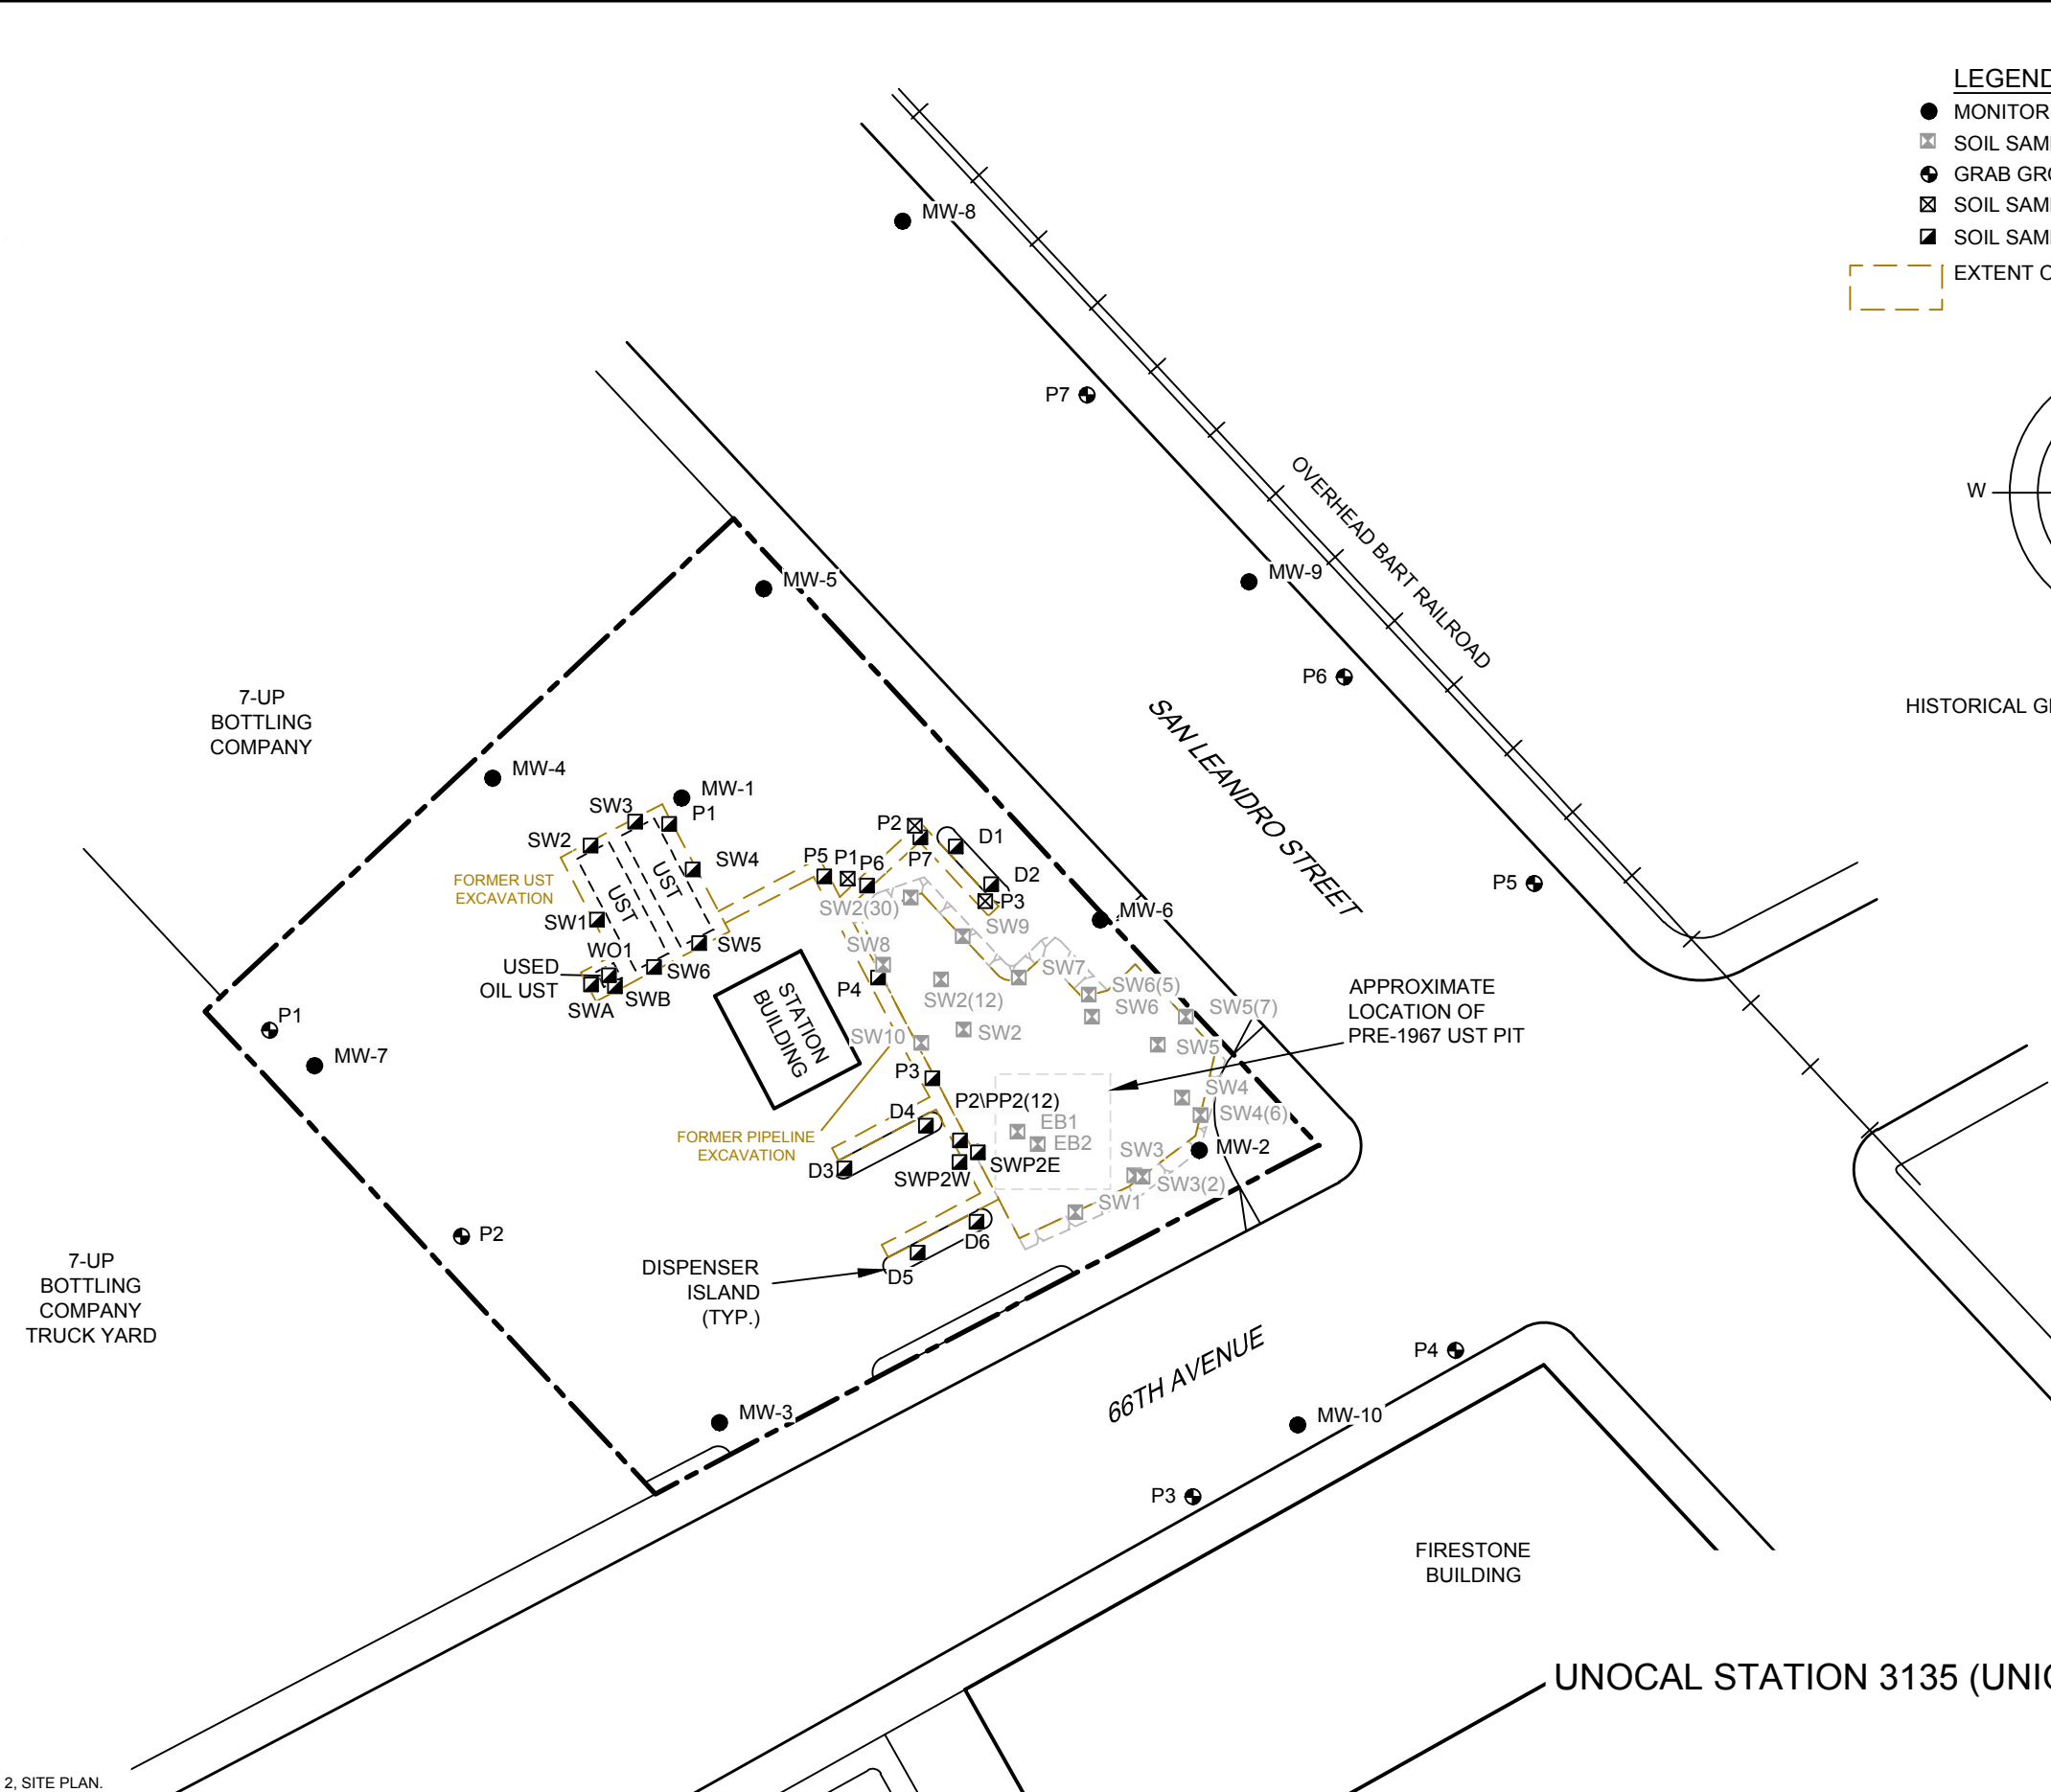 LEGEND
MONITOR
SOIL SAM
GRAB GRO
SOIL SAM
SOIL SAM
EXTENT O
MW-8
P7
OVERHEAD BART RAILROAD
W
MW-5
MW-9
P6
HISTORICAL G
SAN LEANDRO STREET
7-UP
BOTTLING
COMPANY
MW-4
MW-1
SW3
P1
SW2
SW4
P2
D1
P7
P5
P1
P6
D2
P3
P5
FORMER UST
EXCAVATION
UST
UST
SW2(30)
MW-6
SW1
SW9
SW5
SW8
WO1
USED
OIL UST
SW6
SWB
SWA
P4
SW7
SW2(12)
SW6(5)
SW6
SW5(7)
APPROXIMATE
LOCATION OF
PRE-1967 UST PIT
STATION
BUILDING
P1
MW-7
SW10
SW2
SW5
P3
SW4
P2\PP2(12)
D4
SW4(6)
EB1
EB2
FORMER PIPELINE
EXCAVATION
SW3
MW-2
D3
SWP2W
SWP2E
SW3(2)
SW1
P2
D6
D5
DISPENSER
ISLAND
(TYP.)
7-UP
BOTTLING
COMPANY
TRUCK YARD
66TH AVENUE
P4
MW-3
MW-10
P3
FIRESTONE
BUILDING
UNOCAL STATION 3135 (UNIO
2, SITE PLAN.